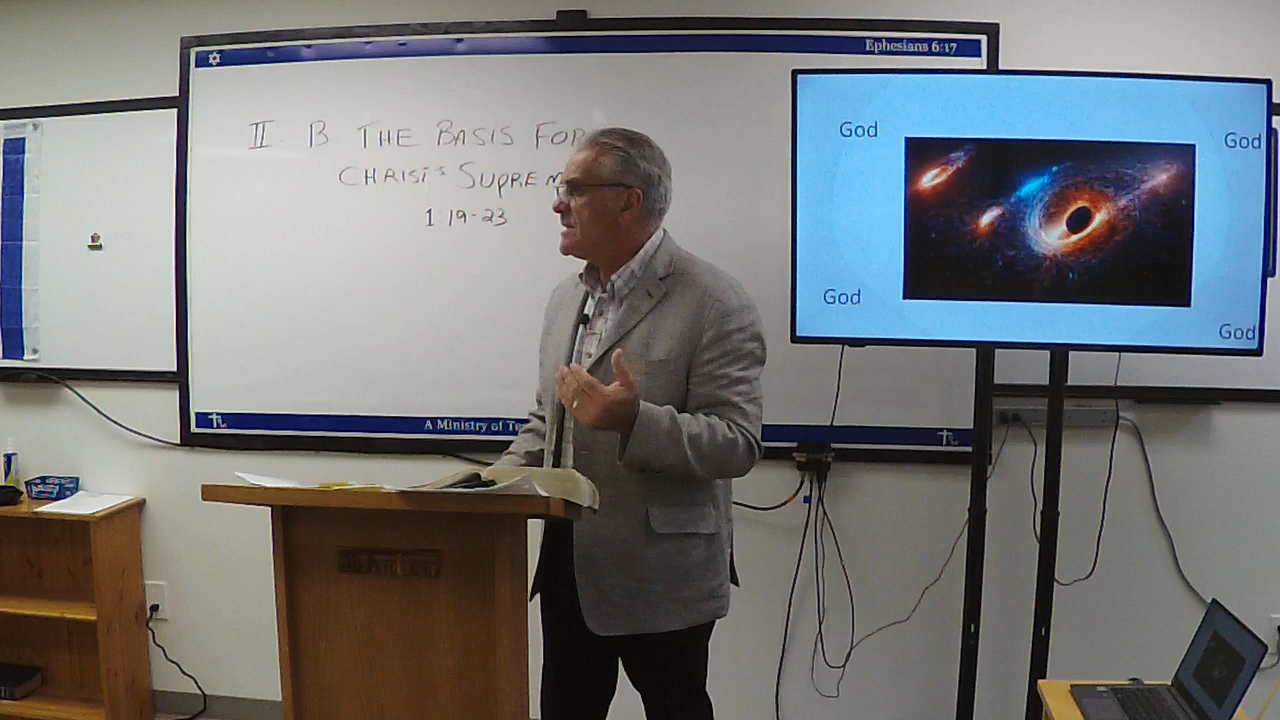 Ephesians 6:17
II. B THE BASIS FOR
CHRIST'S SUPREM
1:19-23
God
God
God
God
A Ministry of